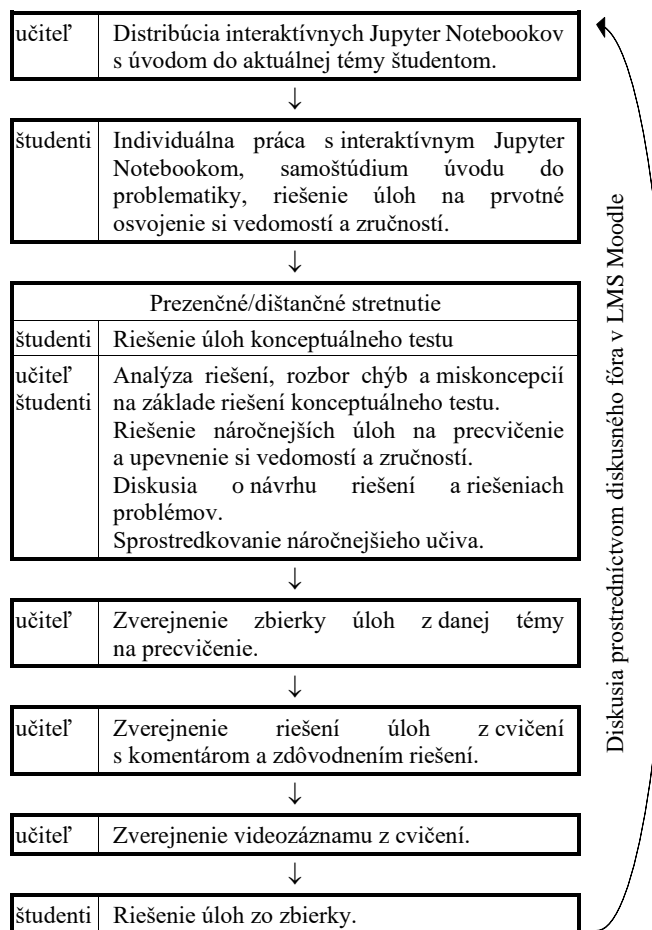 učiteľ Distribúcia interaktívnych Jupyter Notebookov
s úvodom do aktuálnej témy študentom.
↓
študenti Individuálna práca s interaktívnym Jupyter
Notebookom, samoštúdium úvodu do
problematiky, riešenie úloh na prvotné
osvojenie si vedomostí a zručností.
↓
Prezenčné/dištančné stretnutie
študenti Riešenie úloh konceptuálneho testu
učiteľ Analýza riešení, rozbor chýb a miskoncepcií
študenti na základe riešení konceptuálneho testu.
Riešenie náročnejších úloh na precvičenie
a upevnenie si vedomostí a zručností.
Diskusia o návrhu riešení a riešeniach
problémov.
Sprostredkovanie náročnejšieho učiva.
↓
učiteľ Zverejnenie zbierky úloh z danej témy
na precvičenie.
↓
učiteľ Zverejnenie riešení úloh z cvičení
s komentárom a zdôvodnením riešení.
↓
učiteľ Zverejnenie videozáznamu z cvičení.
↓
študenti Riešenie úloh zo zbierky.
Diskusia prostredníctvom diskusného fóra v LMS Moodle